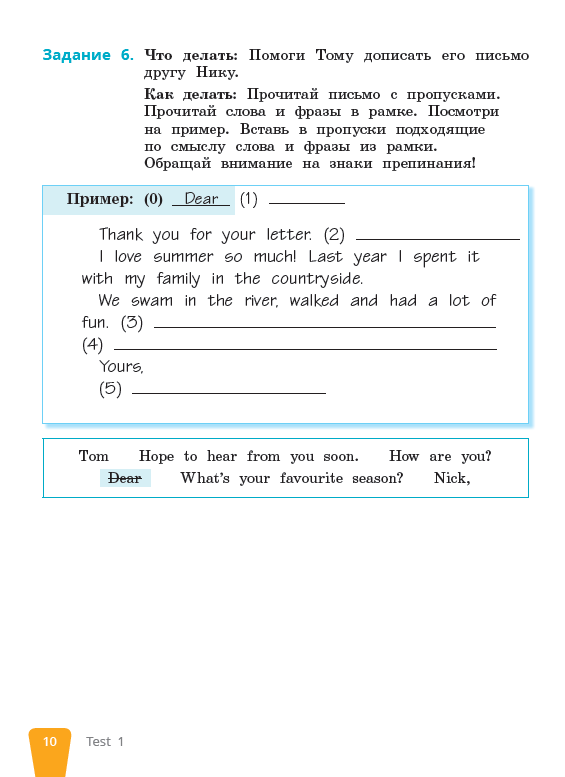 Задание 6. Что делать: Помоги Тому дописать его письмо
другу Нику.
Как делать: Прочитай письмо с пропусками.
Прочитай слова и фразы в рамке. Посмотри
на пример. Вставь в пропуски подходящие
по смыслу слова и фразы из рамки.
Обращай внимание на знаки препинания!
Пример: (0) Dear (1)
Thank you for your letter. (2)
I love summer so much! Last year I spent it
with my family in the countryside.
We swam in the river, walked and had a lot of
fun. (3)
(4)
Yours,
(5)
Tom Hope to hear from you soon. How are you?
Dear What's your favourite season? Nick,
10 Test 1